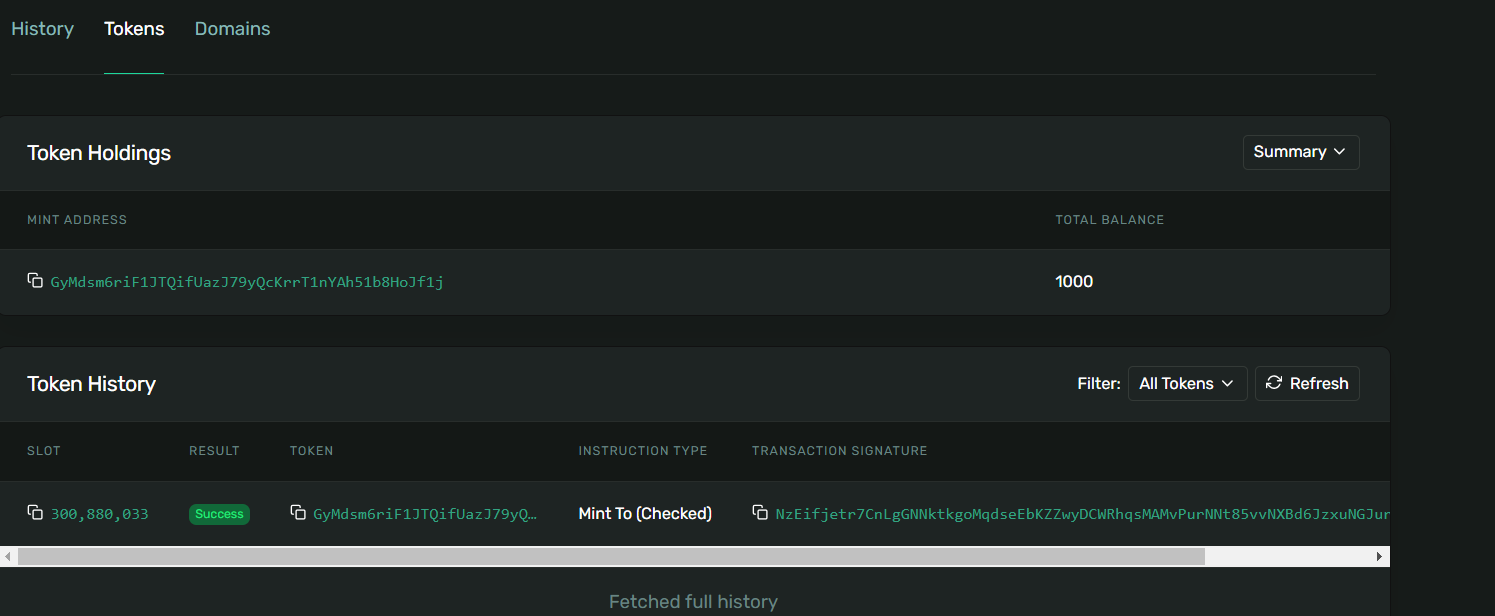 History Tokens Domains
Token Holdings Summary
MINT ADDRESS TOTAL BALANCE
GyMdsm6riF1JTQifUazJ79yQcKrrT1nYAh51b8HoJf1j 1000
Token History Filter: All Tokens Refresh
SLOT RESULT TOKEN INSTRUCTION TYPE TRANSACTION SIGNATURE
300,880,033 Success GyMdsm6riF1JTQifUazJ79yQ… Mint To (Checked) NzEifjetr7CnLgGNNktkgoMqdseEbKZZwyDCWRhqsMAMvPurNNt85vvNXBd6JzxuNGJur
Fetched full history